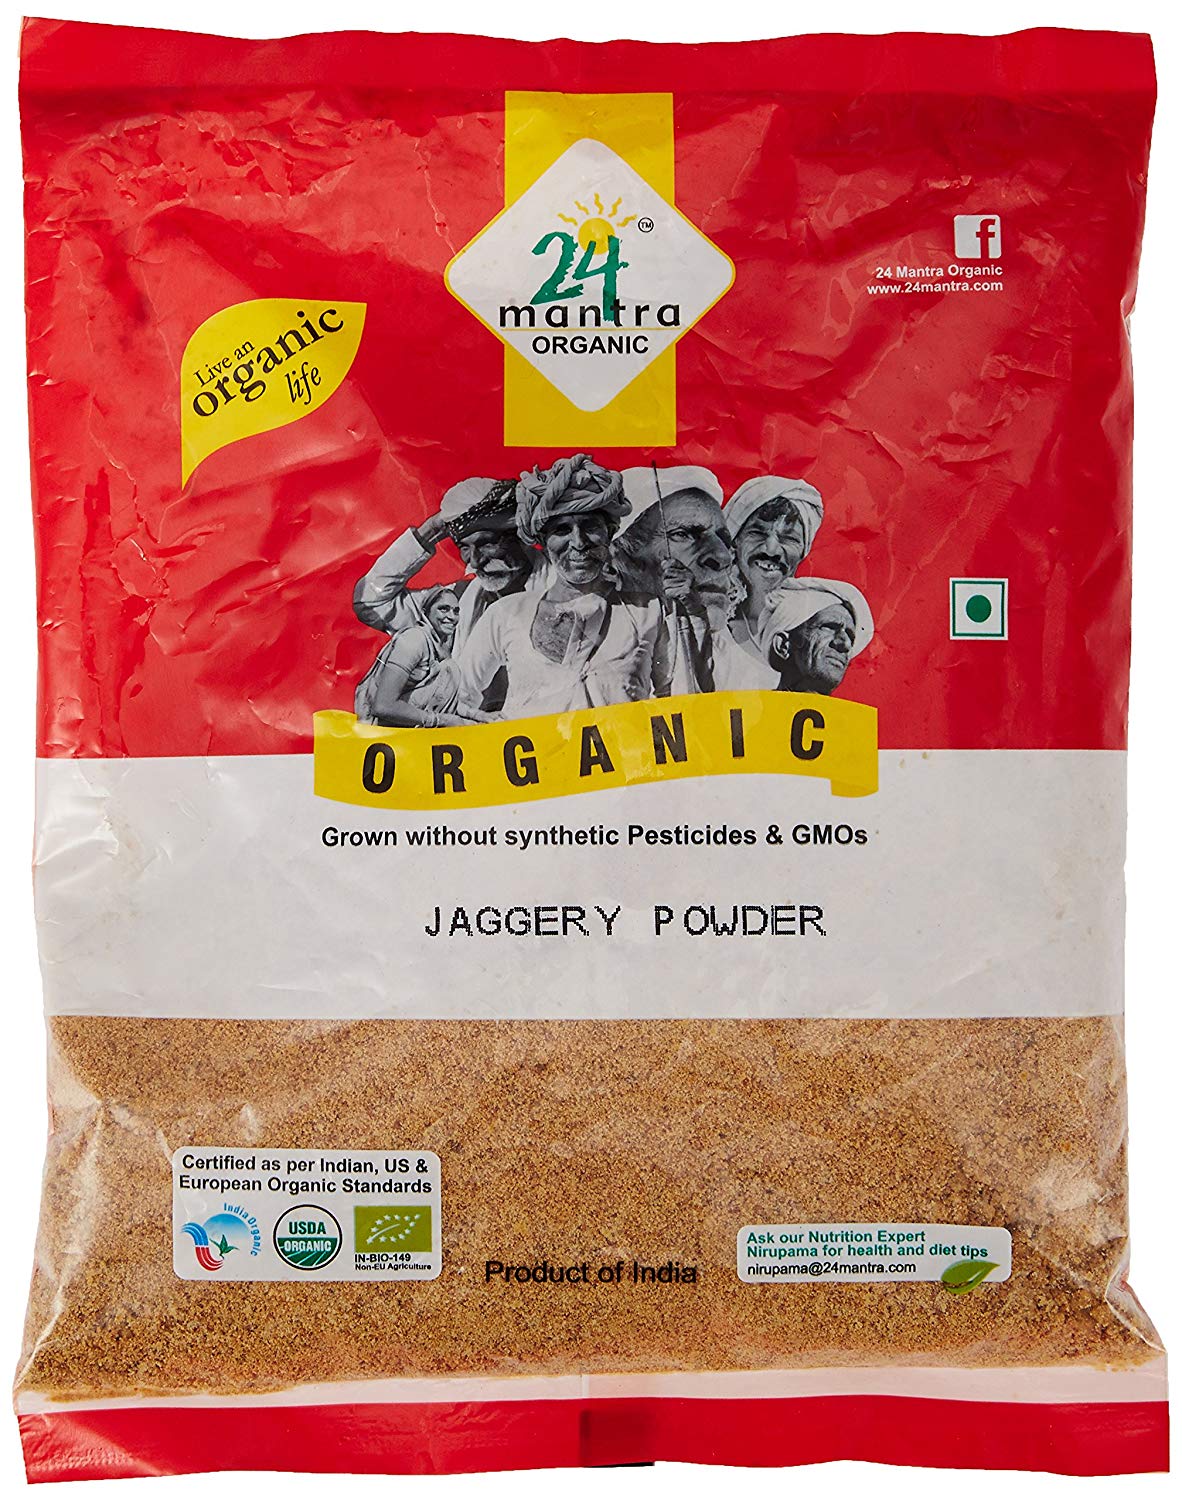 24
mantra
TM
ORGANIC
f
24 Mantra Organic
www.24mantra.com
Live an
organic
life
ORGANIC
Grown without synthetic Pesticides & GMOs
JAGGERY POWDER
Certified as per Indian, US &
European Organic Standards
India Organic
USDA
ORGANIC
IN-BIO-149
Non-EU Agriculture
Product of India
Ask our Nutrition Expert
Nirupama for health and diet tips
nirupama@24mantra.com